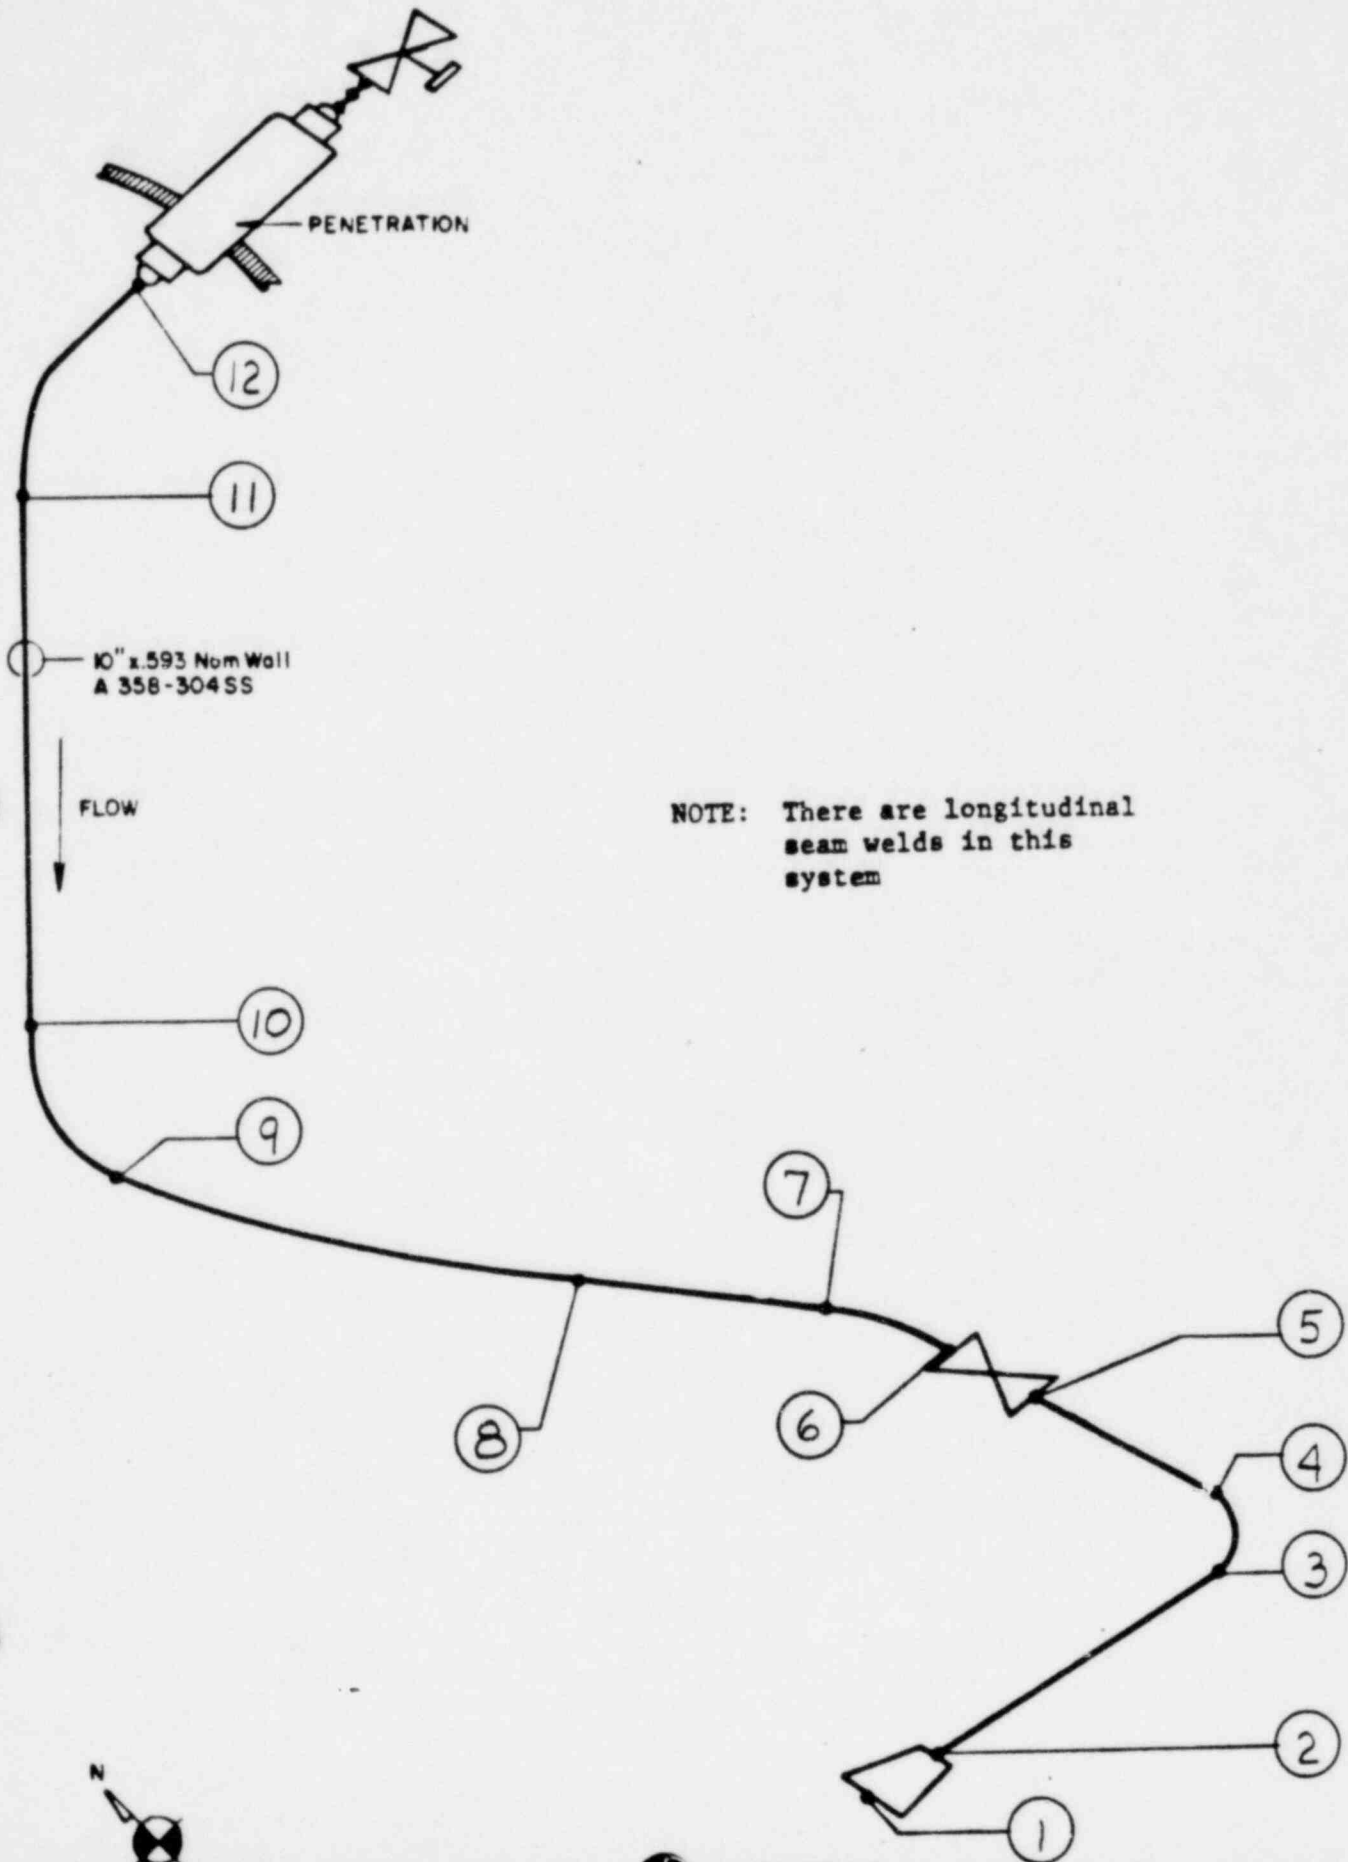 PENETRATION
12
11
10" x .593 Nom Wall
A 358-304SS
FLOW
NOTE: There are longitudinal
seam welds in this
system
10
9
7
5
8
6
4
3
2
N
1